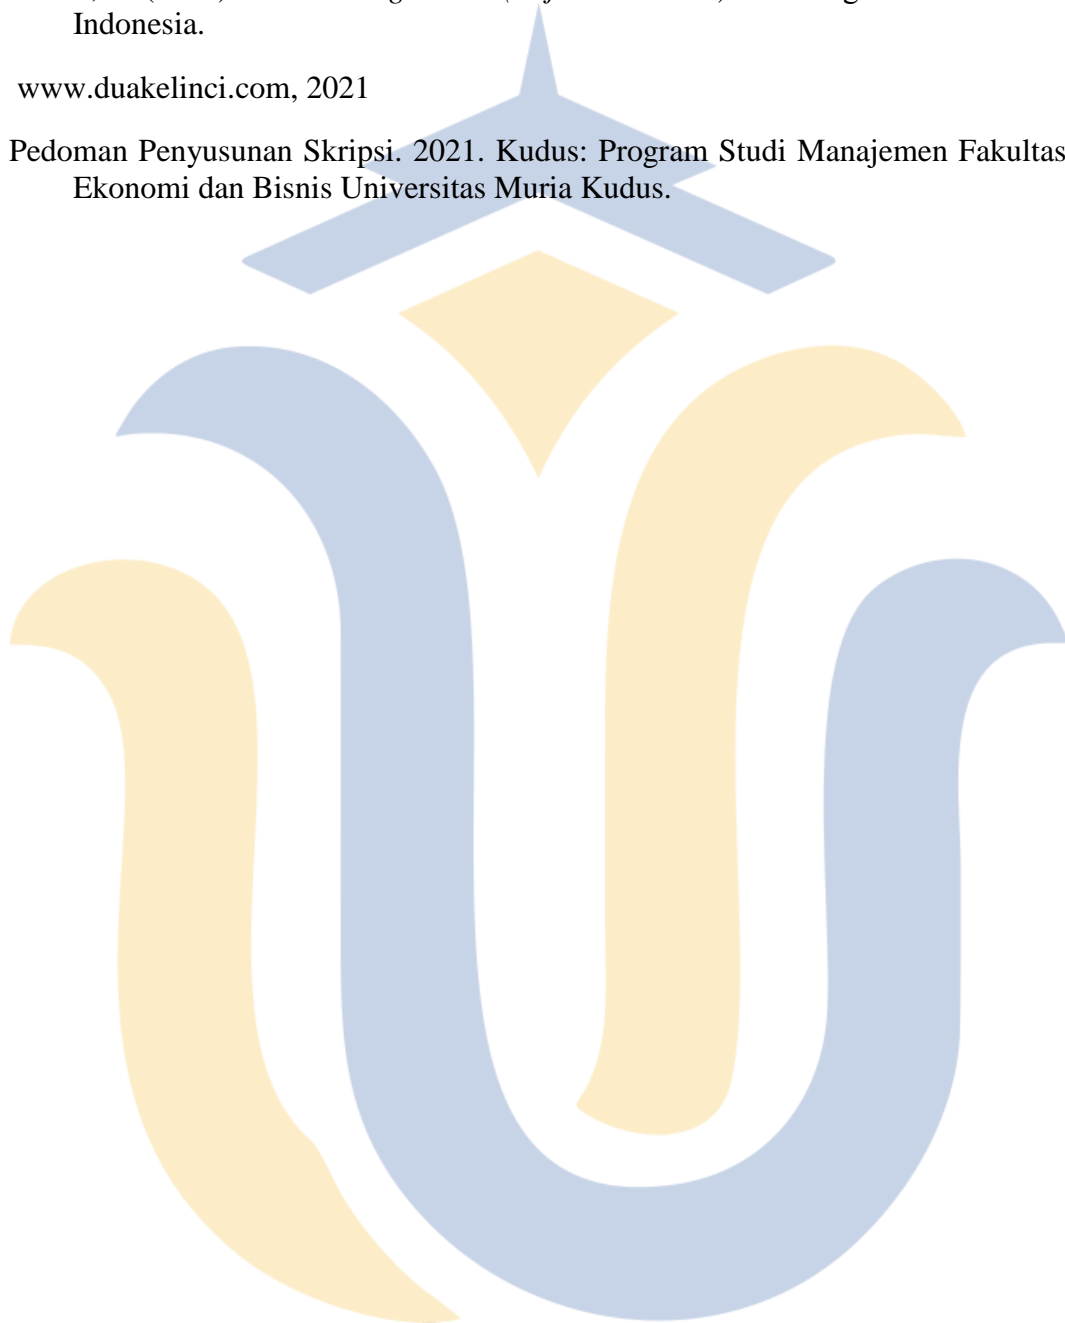 Indonesia.
www.duakelinci.com, 2021
Pedoman Penyusunan Skripsi. 2021. Kudus: Program Studi Manajemen Fakultas
Ekonomi dan Bisnis Universitas Muria Kudus.